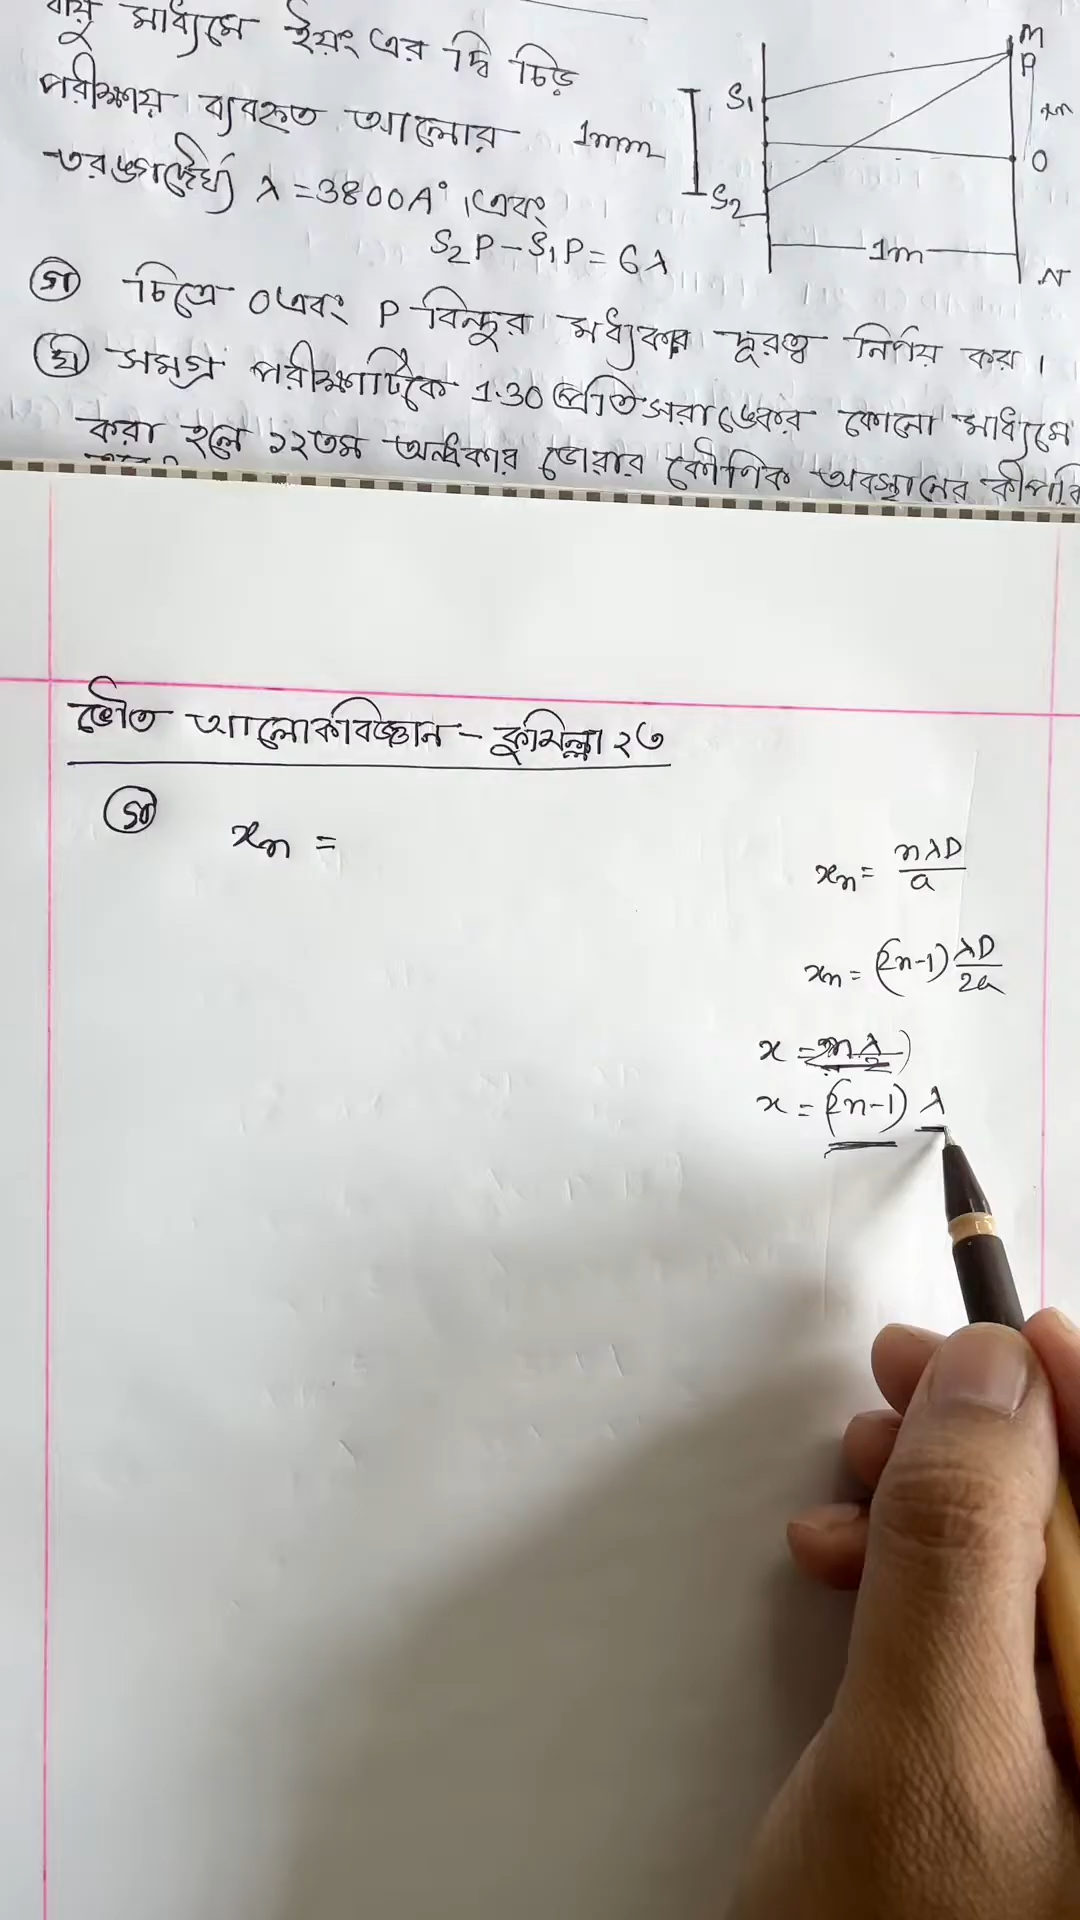 বায়ু মাধ্যমে ইয়ং এর দ্বি চিড়
পরীক্ষায় ব্যবহৃত আলোর
তরঙ্গদৈর্ঘ্য λ = 3800A° । এবং
S₂P - S₁P = 6λ
1mm
S₁
S₂
M
P
xn
O
1m
N
গ) চিত্রে O এবং P বিন্দুর মধ্যকার দূরত্ব নির্ণয় কর ।
ঘ) সমগ্র পরীক্ষাটিকে 1.30 প্রতিসরাঙ্কের কোনো মাধ্যমে
করা হলে ১২তম অন্ধকার ডোরার কৌণিক অবস্থানের কী
ভৌত আলোকবিজ্ঞান - কুমিল্লা ২৩
গ) xn =
xn = nλD/a
xn = (2n-1) λD/2a
x =
x = (2n-1) λ